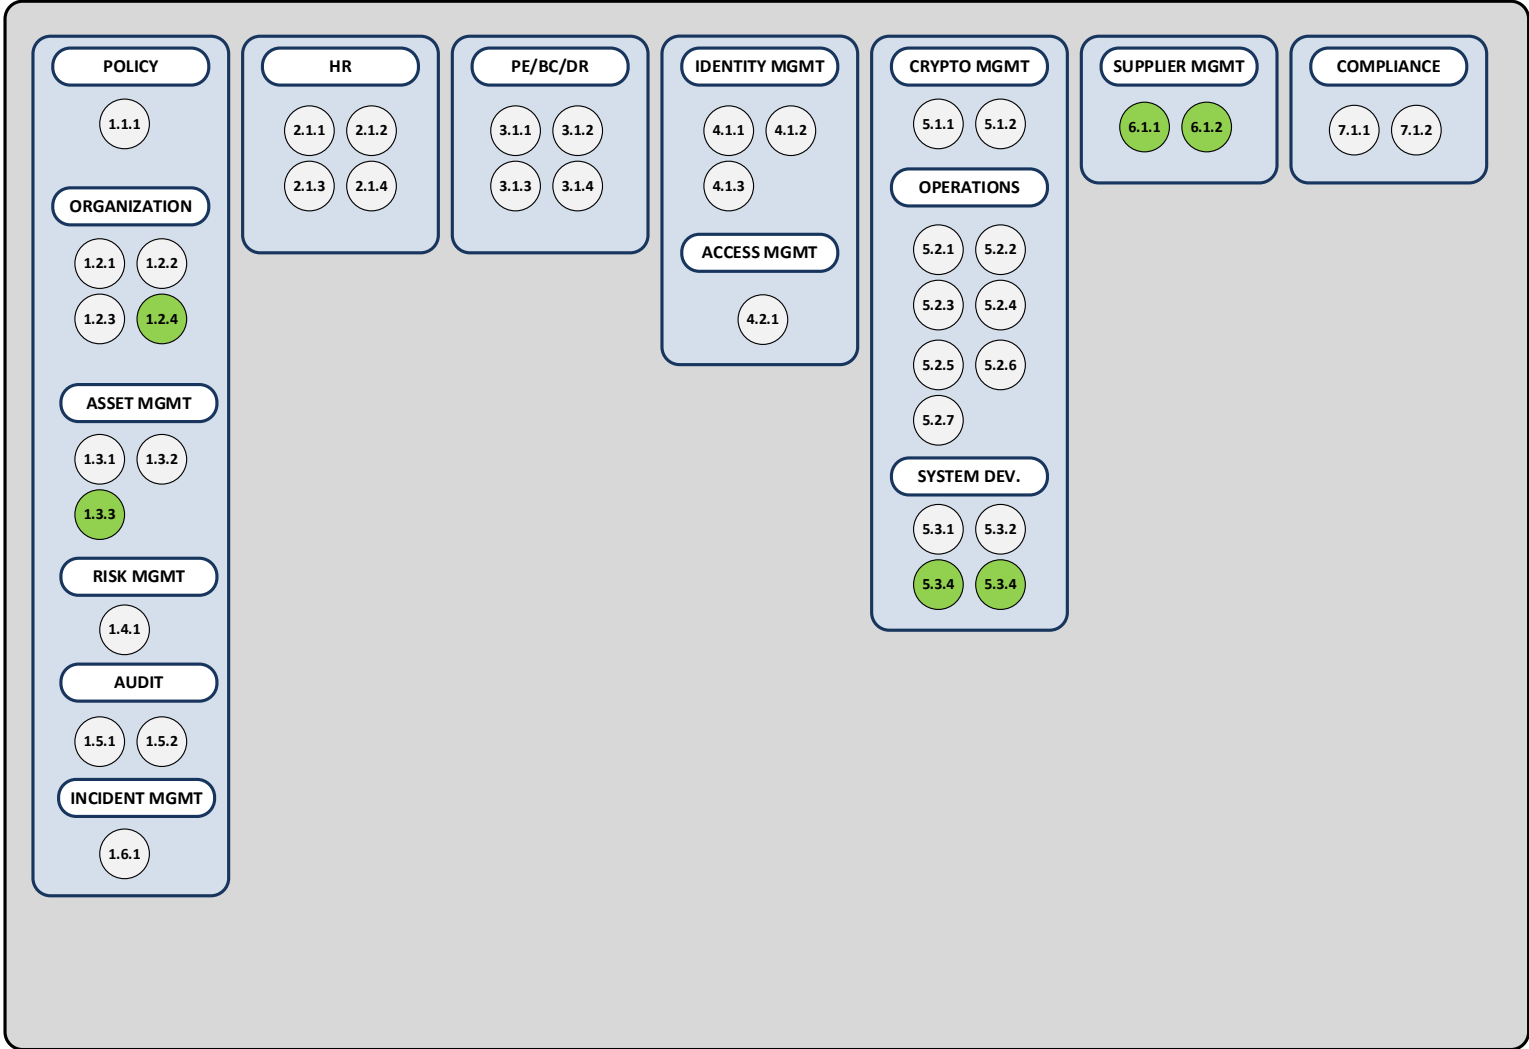 POLICY
1.1.1
ORGANIZATION
1.2.1 1.2.2
1.2.3 1.2.4
ASSET MGMT
1.3.1 1.3.2
1.3.3
RISK MGMT
1.4.1
AUDIT
1.5.1 1.5.2
INCIDENT MGMT
1.6.1
HR
2.1.1 2.1.2
2.1.3 2.1.4
PE/BC/DR
3.1.1 3.1.2
3.1.3 3.1.4
IDENTITY MGMT
4.1.1 4.1.2
4.1.3
ACCESS MGMT
4.2.1
CRYPTO MGMT
5.1.1 5.1.2
OPERATIONS
5.2.1 5.2.2
5.2.3 5.2.4
5.2.5 5.2.6
5.2.7
SYSTEM DEV.
5.3.1 5.3.2
5.3.4 5.3.4
SUPPLIER MGMT
6.1.1 6.1.2
COMPLIANCE
7.1.1 7.1.2